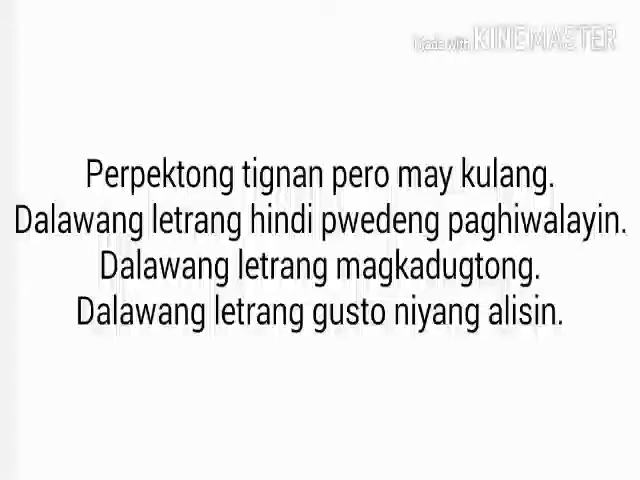 Made with KINEMASTER
Perpektong tignan pero may kulang.
Dalawang letrang hindi pwedeng paghiwalayin.
Dalawang letrang magkadugtong.
Dalawang letrang gusto niyang alisin.